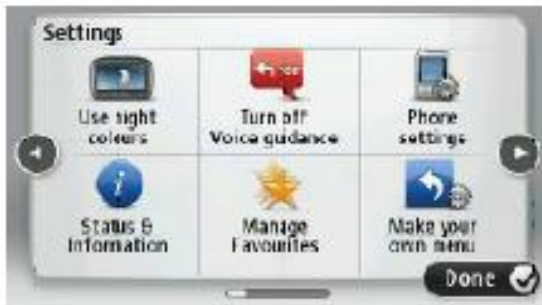 Settings
Use night
colours
Turn off
Voice guidance
Phone
settings
Status &
Information
Manage
Favourites
Make your
own menu
Done